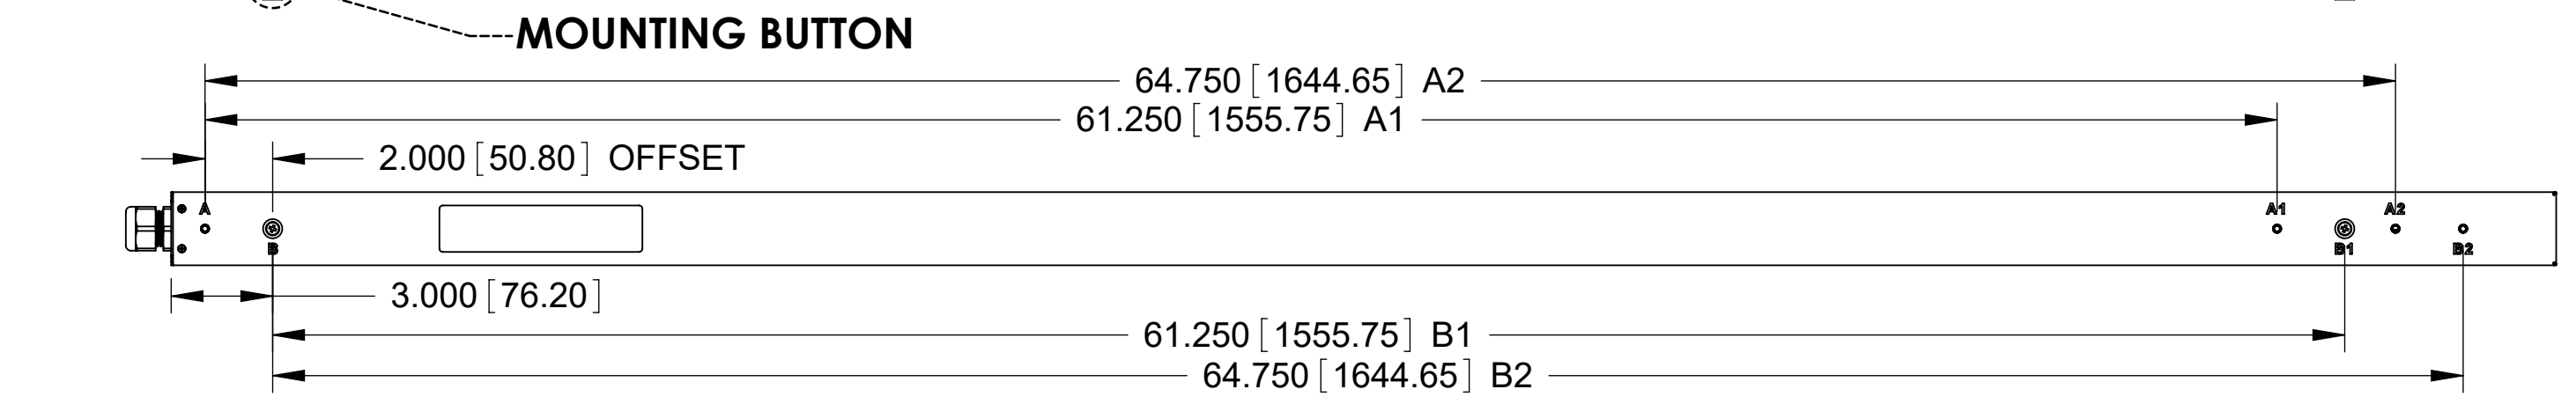 MOUNTING BUTTON
64.750 [1644.65] A2
61.250 [1555.75] A1
2.000 [50.80] OFFSET
A
A1
A2
B
B1
B2
3.000 [76.20]
61.250 [1555.75] B1
64.750 [1644.65] B2